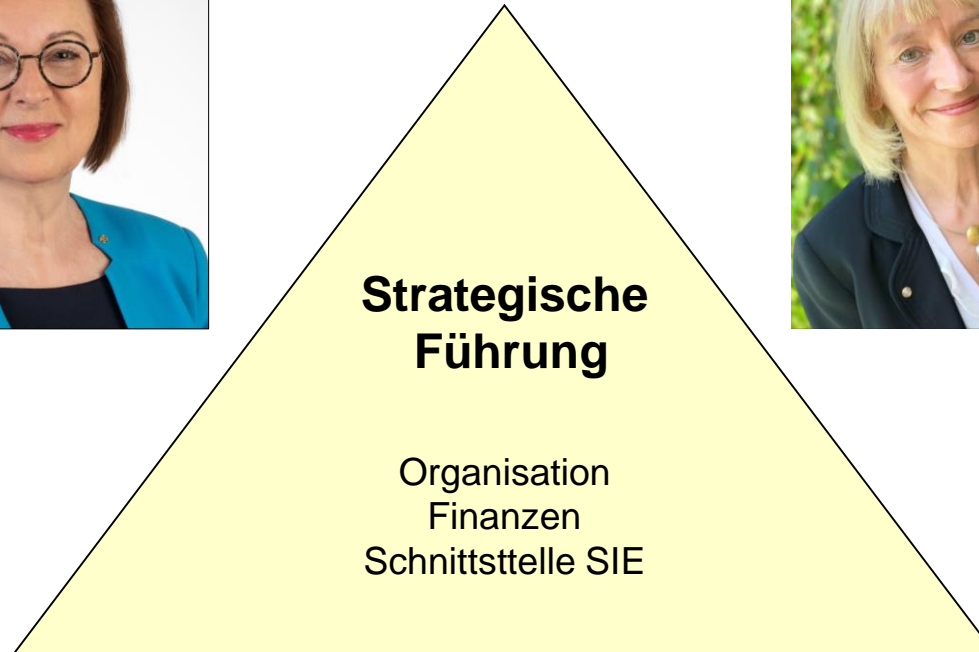 Strategische
Führung
Organisation
Finanzen
Schnittsttelle SIE